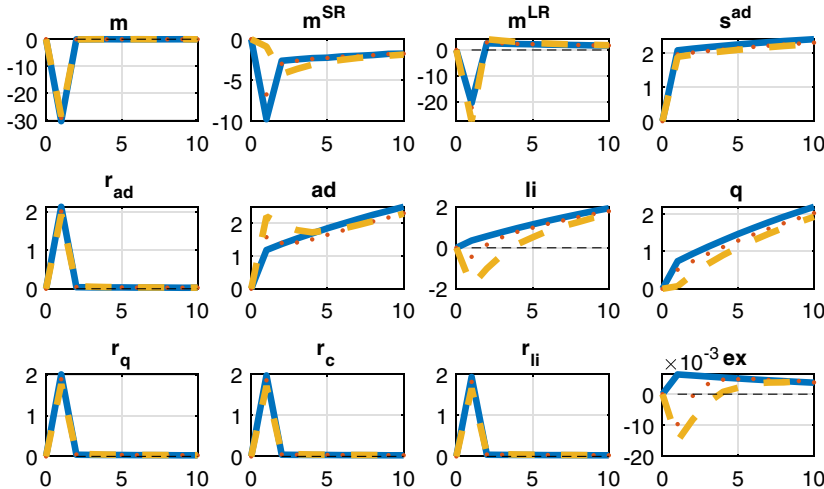 m m^SR m^LR s^ad
0 0 0 2
-10 -5 -10 1
-20 -20
-30 -10 0
0 5 10 0 5 10 0 5 10 0 5 10
r_ad ad li q
2 2 2 2
1 1 0 1
0 0 -2 0
0 5 10 0 5 10 0 5 10 0 5 10
r_q r_c r_li ×10^-3 ex
2 2 2 0
1 1 1 -10
0 0 0 -20
0 5 10 0 5 10 0 5 10 0 5 10